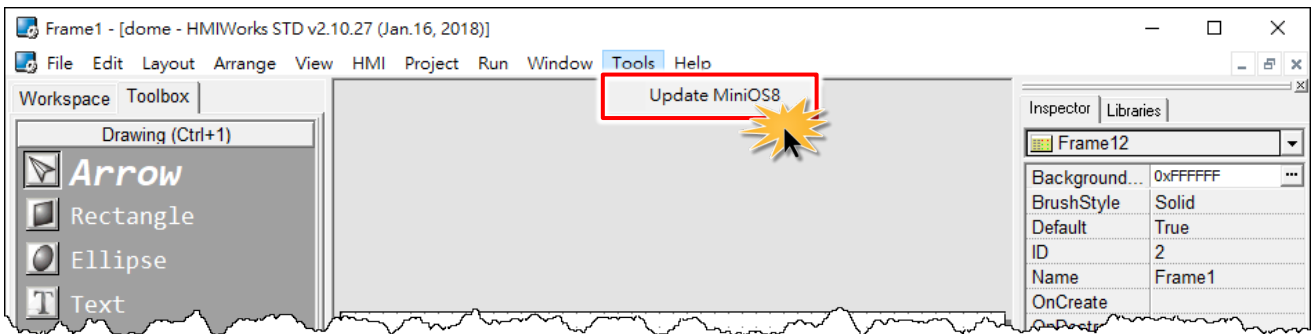 Frame1 - [dome - HMIWorks STD v2.10.27 (Jan.16, 2018)]
File Edit Layout Arrange View HMI Project Run Window Tools Help
Update MiniOS8
Workspace Toolbox
Drawing (Ctrl+1)
Arrow
Rectangle
Ellipse
Text
Inspector Libraries
Frame12
Background... 0xFFFFFF ...
BrushStyle Solid
Default True
ID 2
Name Frame1
OnCreate